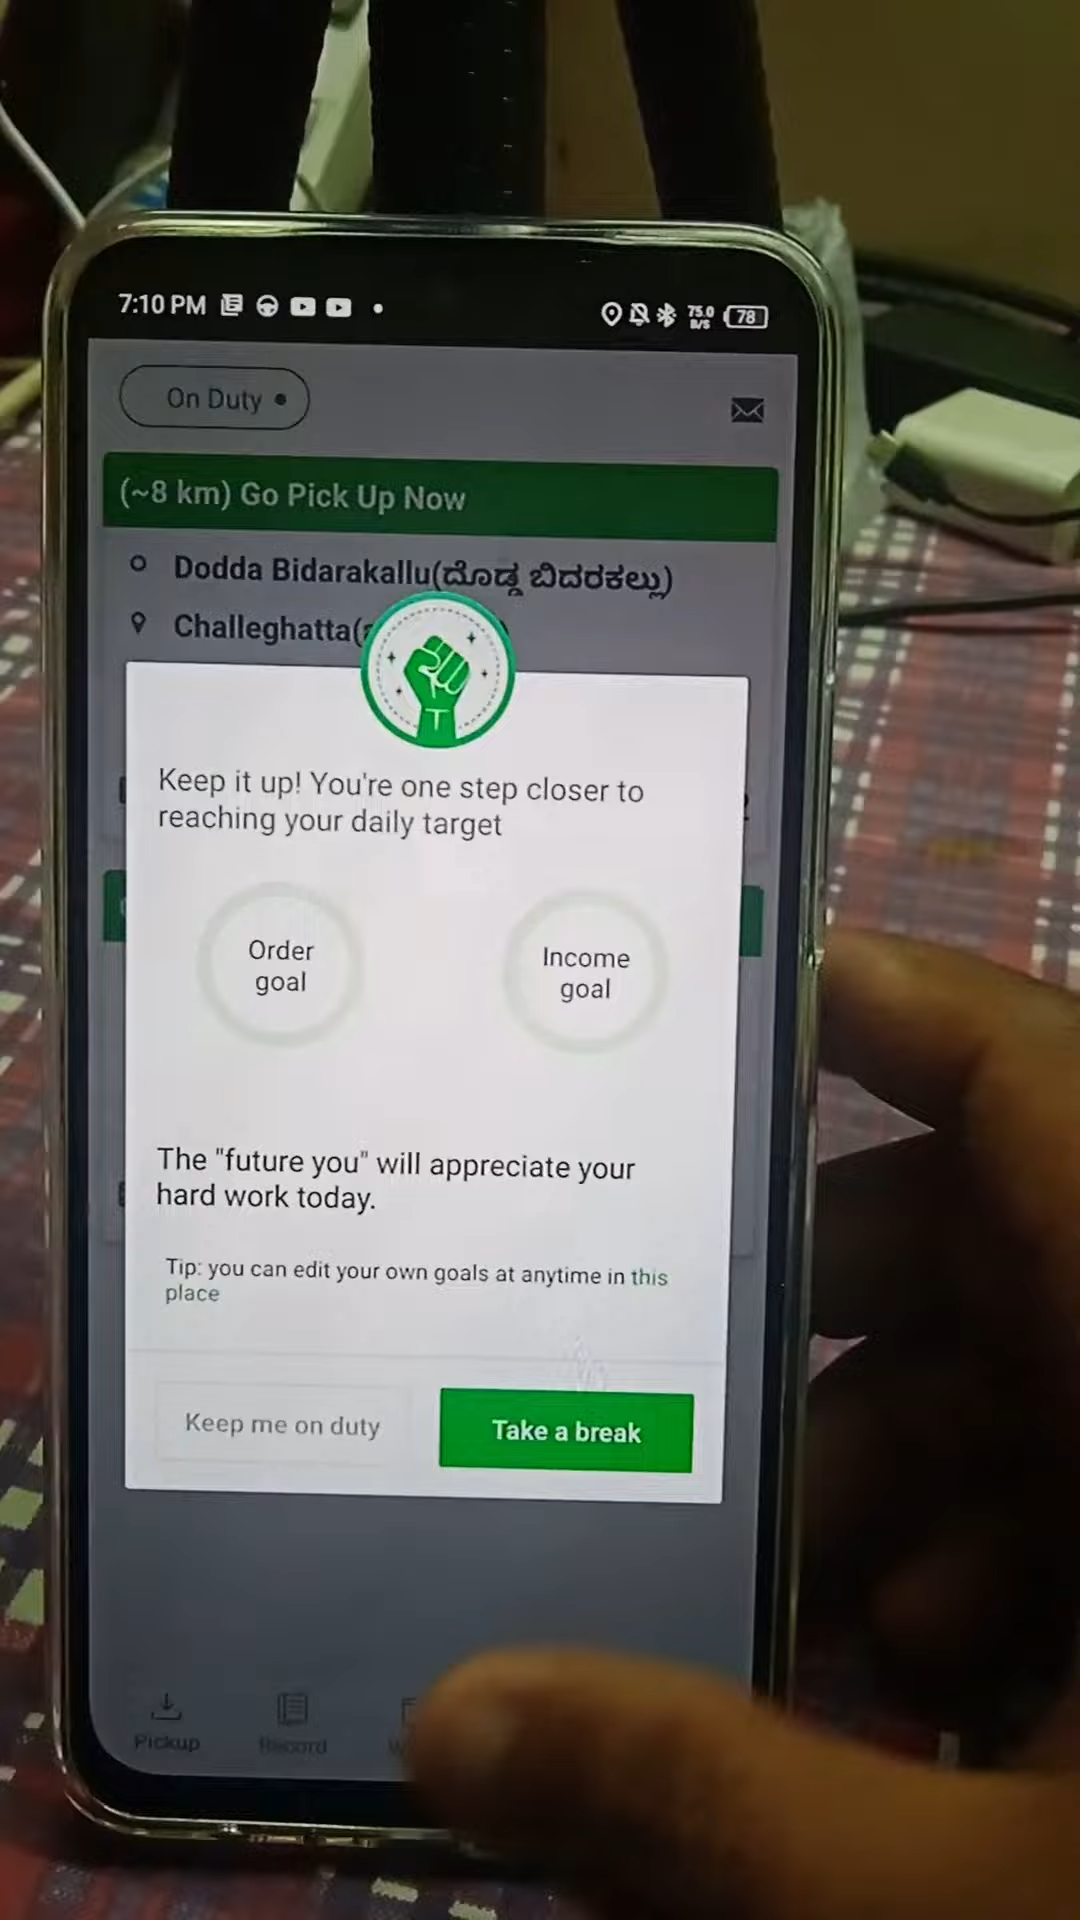 7:10 PM
75.0 B/S
78
On Duty
(~8 km) Go Pick Up Now
Dodda Bidarakallu(ದೊಡ್ಡ ಬಿದರಕಲ್ಲು)
Challeghatta(
Keep it up! You're one step closer to
reaching your daily target
Order
goal
Income
goal
The "future you" will appreciate your
hard work today.
Tip: you can edit your own goals at anytime in this
place
Keep me on duty
Take a break
Pickup
Record